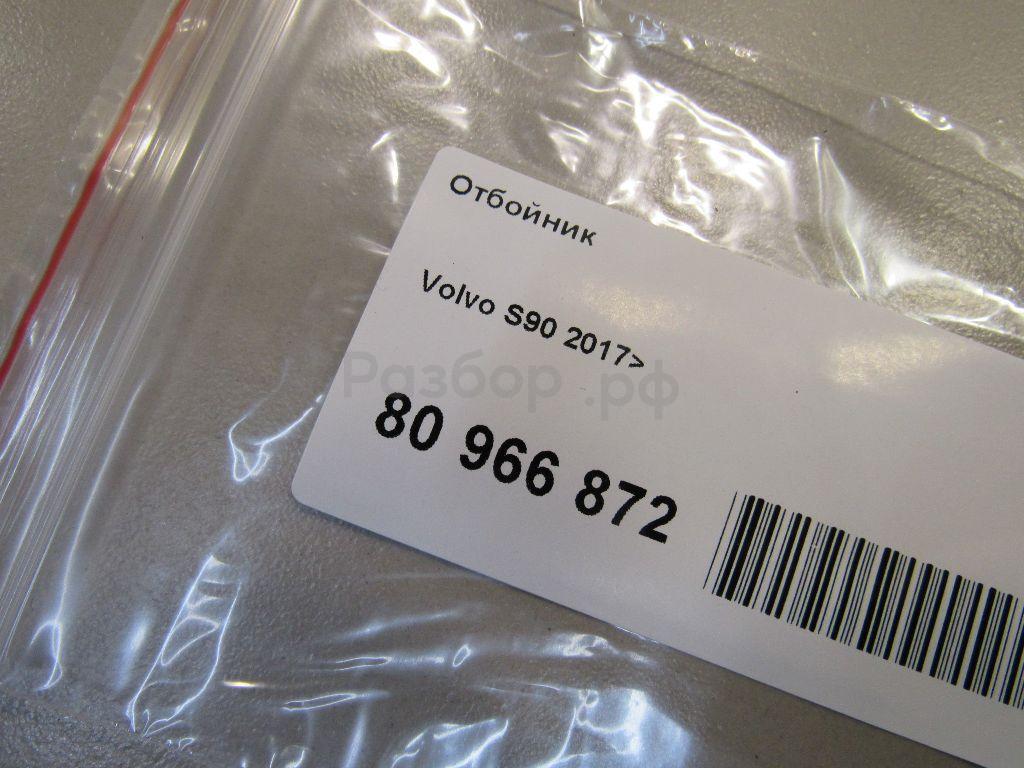 Отбойник
Volvo S90 2017>
Разбор.рф
80 966 872